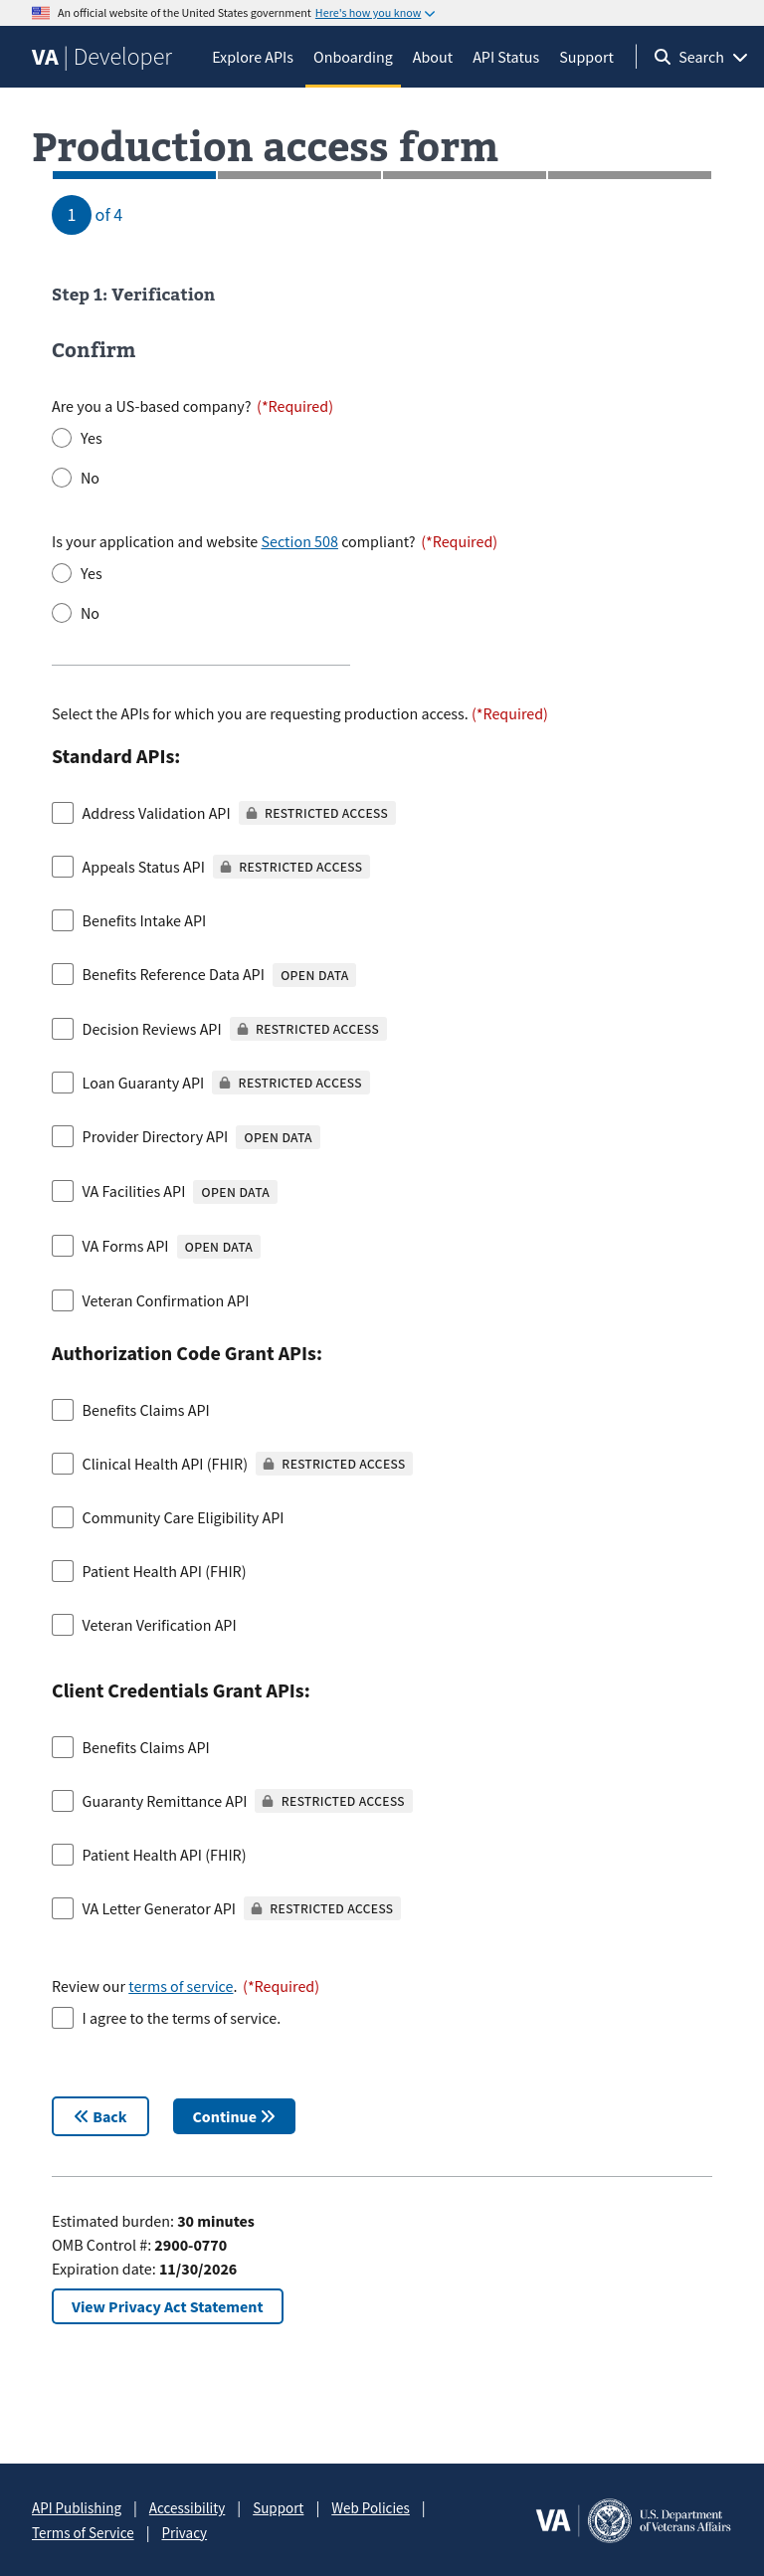 An official website of the United States government Here's how you know
VA | Developer Explore APIs Onboarding About API Status Support Search
Production access form
1 of 4
Step 1: Verification
Confirm
Are you a US-based company? (*Required)
Yes
No
Is your application and website Section 508 compliant? (*Required)
Yes
No
Select the APIs for which you are requesting production access. (*Required)
Standard APIs:
Address Validation API RESTRICTED ACCESS
Appeals Status API RESTRICTED ACCESS
Benefits Intake API
Benefits Reference Data API OPEN DATA
Decision Reviews API RESTRICTED ACCESS
Loan Guaranty API RESTRICTED ACCESS
Provider Directory API OPEN DATA
VA Facilities API OPEN DATA
VA Forms API OPEN DATA
Veteran Confirmation API
Authorization Code Grant APIs:
Benefits Claims API
Clinical Health API (FHIR) RESTRICTED ACCESS
Community Care Eligibility API
Patient Health API (FHIR)
Veteran Verification API
Client Credentials Grant APIs:
Benefits Claims API
Guaranty Remittance API RESTRICTED ACCESS
Patient Health API (FHIR)
VA Letter Generator API RESTRICTED ACCESS
Review our terms of service. (*Required)
I agree to the terms of service.
Back Continue
Estimated burden: 30 minutes
OMB Control #: 2900-0770
Expiration date: 11/30/2026
View Privacy Act Statement
API Publishing | Accessibility | Support | Web Policies |
Terms of Service | Privacy
VA | U.S. Department
of Veterans Affairs